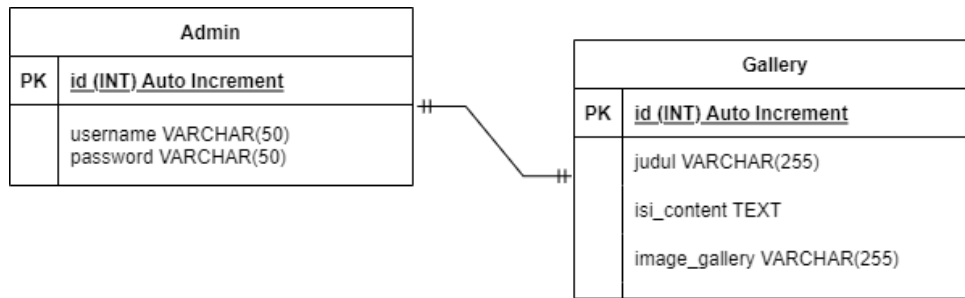 Admin
PK id (INT) Auto Increment
username VARCHAR(50)
password VARCHAR(50)
Gallery
PK id (INT) Auto Increment
judul VARCHAR(255)
isi_content TEXT
image_gallery VARCHAR(255)